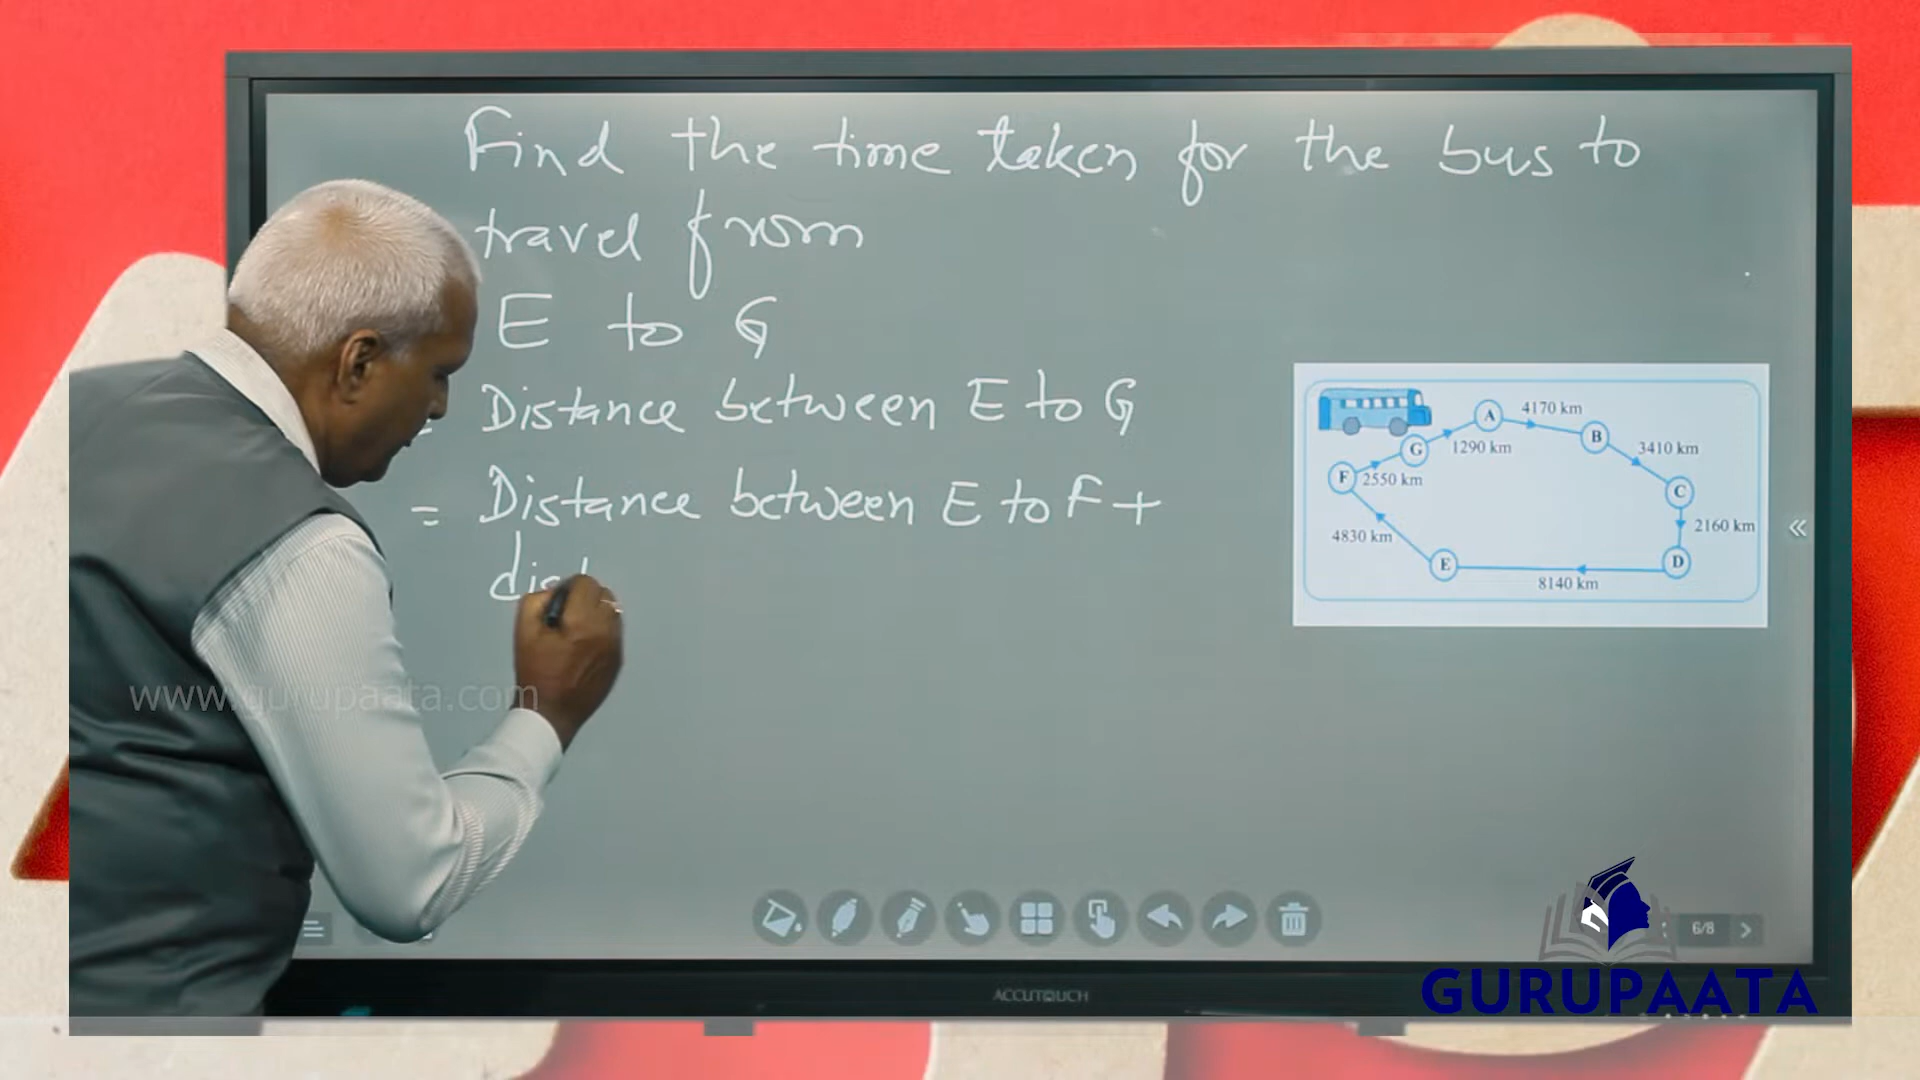 Find the time taken for the bus to
travel from
E to G
= Distance between E to G
= Distance between E to F +
dist
A
4170 km
B
G
1290 km
3410 km
F
2550 km
C
4830 km
2160 km
E
D
8140 km
www.gurupaata.com
6/8
GURUPAATA
ACCUTOUCH